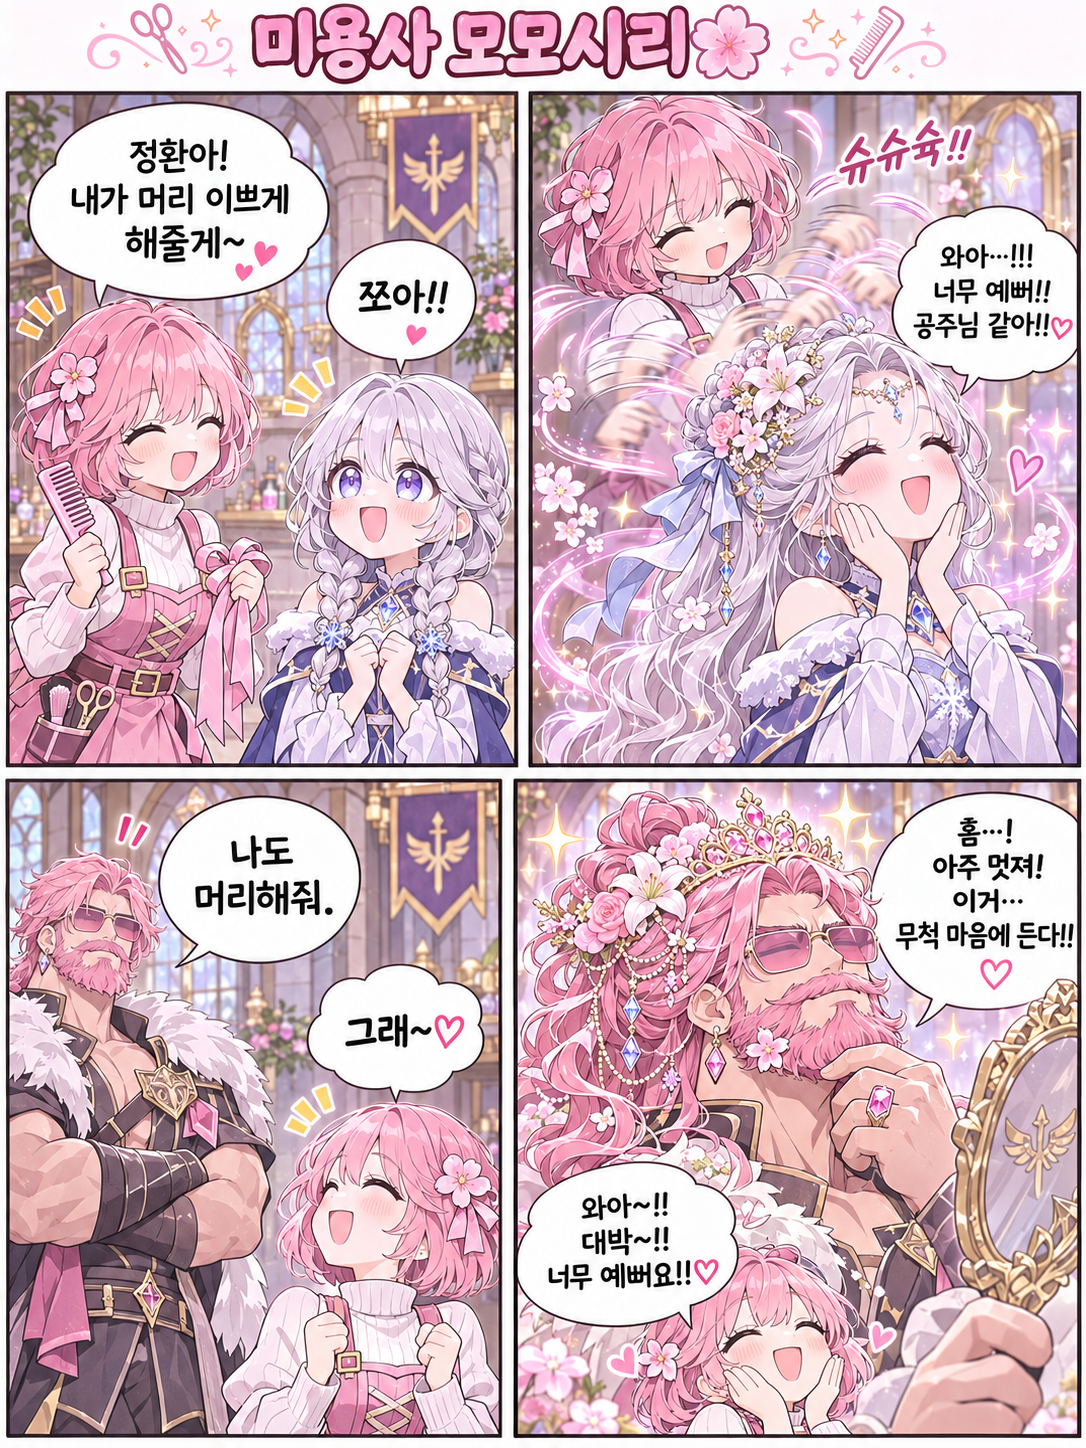 미용사 모모시리
정환아!
내가 머리 이쁘게
해줄게~
쪼아!!
슈슈슉!!
와아…!!!
너무 예뻐!!
공주님 같아!!
나도
머리해줘.
그래~
흠…!
아주 멋져!
이거…
무척 마음에 든다!!
와아~!!
대박~!!
너무 예뻐요!!